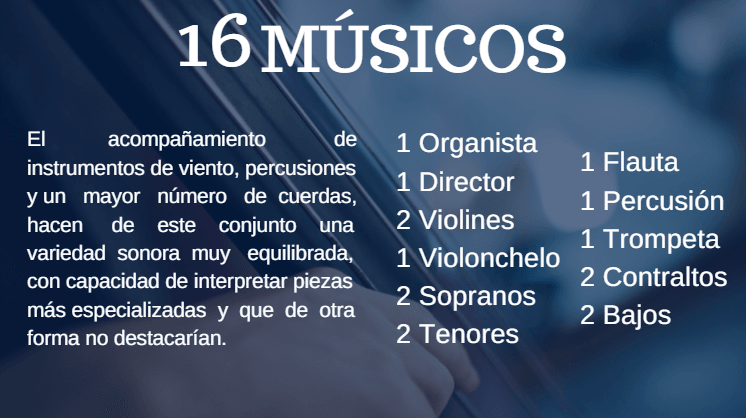 16 MÚSICOS
El acompañamiento de
instrumentos de viento, percusiones
y un mayor número de cuerdas,
hacen de este conjunto una
variedad sonora muy equilibrada,
con capacidad de interpretar piezas
más especializadas y que de otra
forma no destacarían.
1 Organista
1 Director
2 Violines
1 Violonchelo
2 Sopranos
2 Tenores
1 Flauta
1 Percusión
1 Trompeta
2 Contraltos
2 Bajos